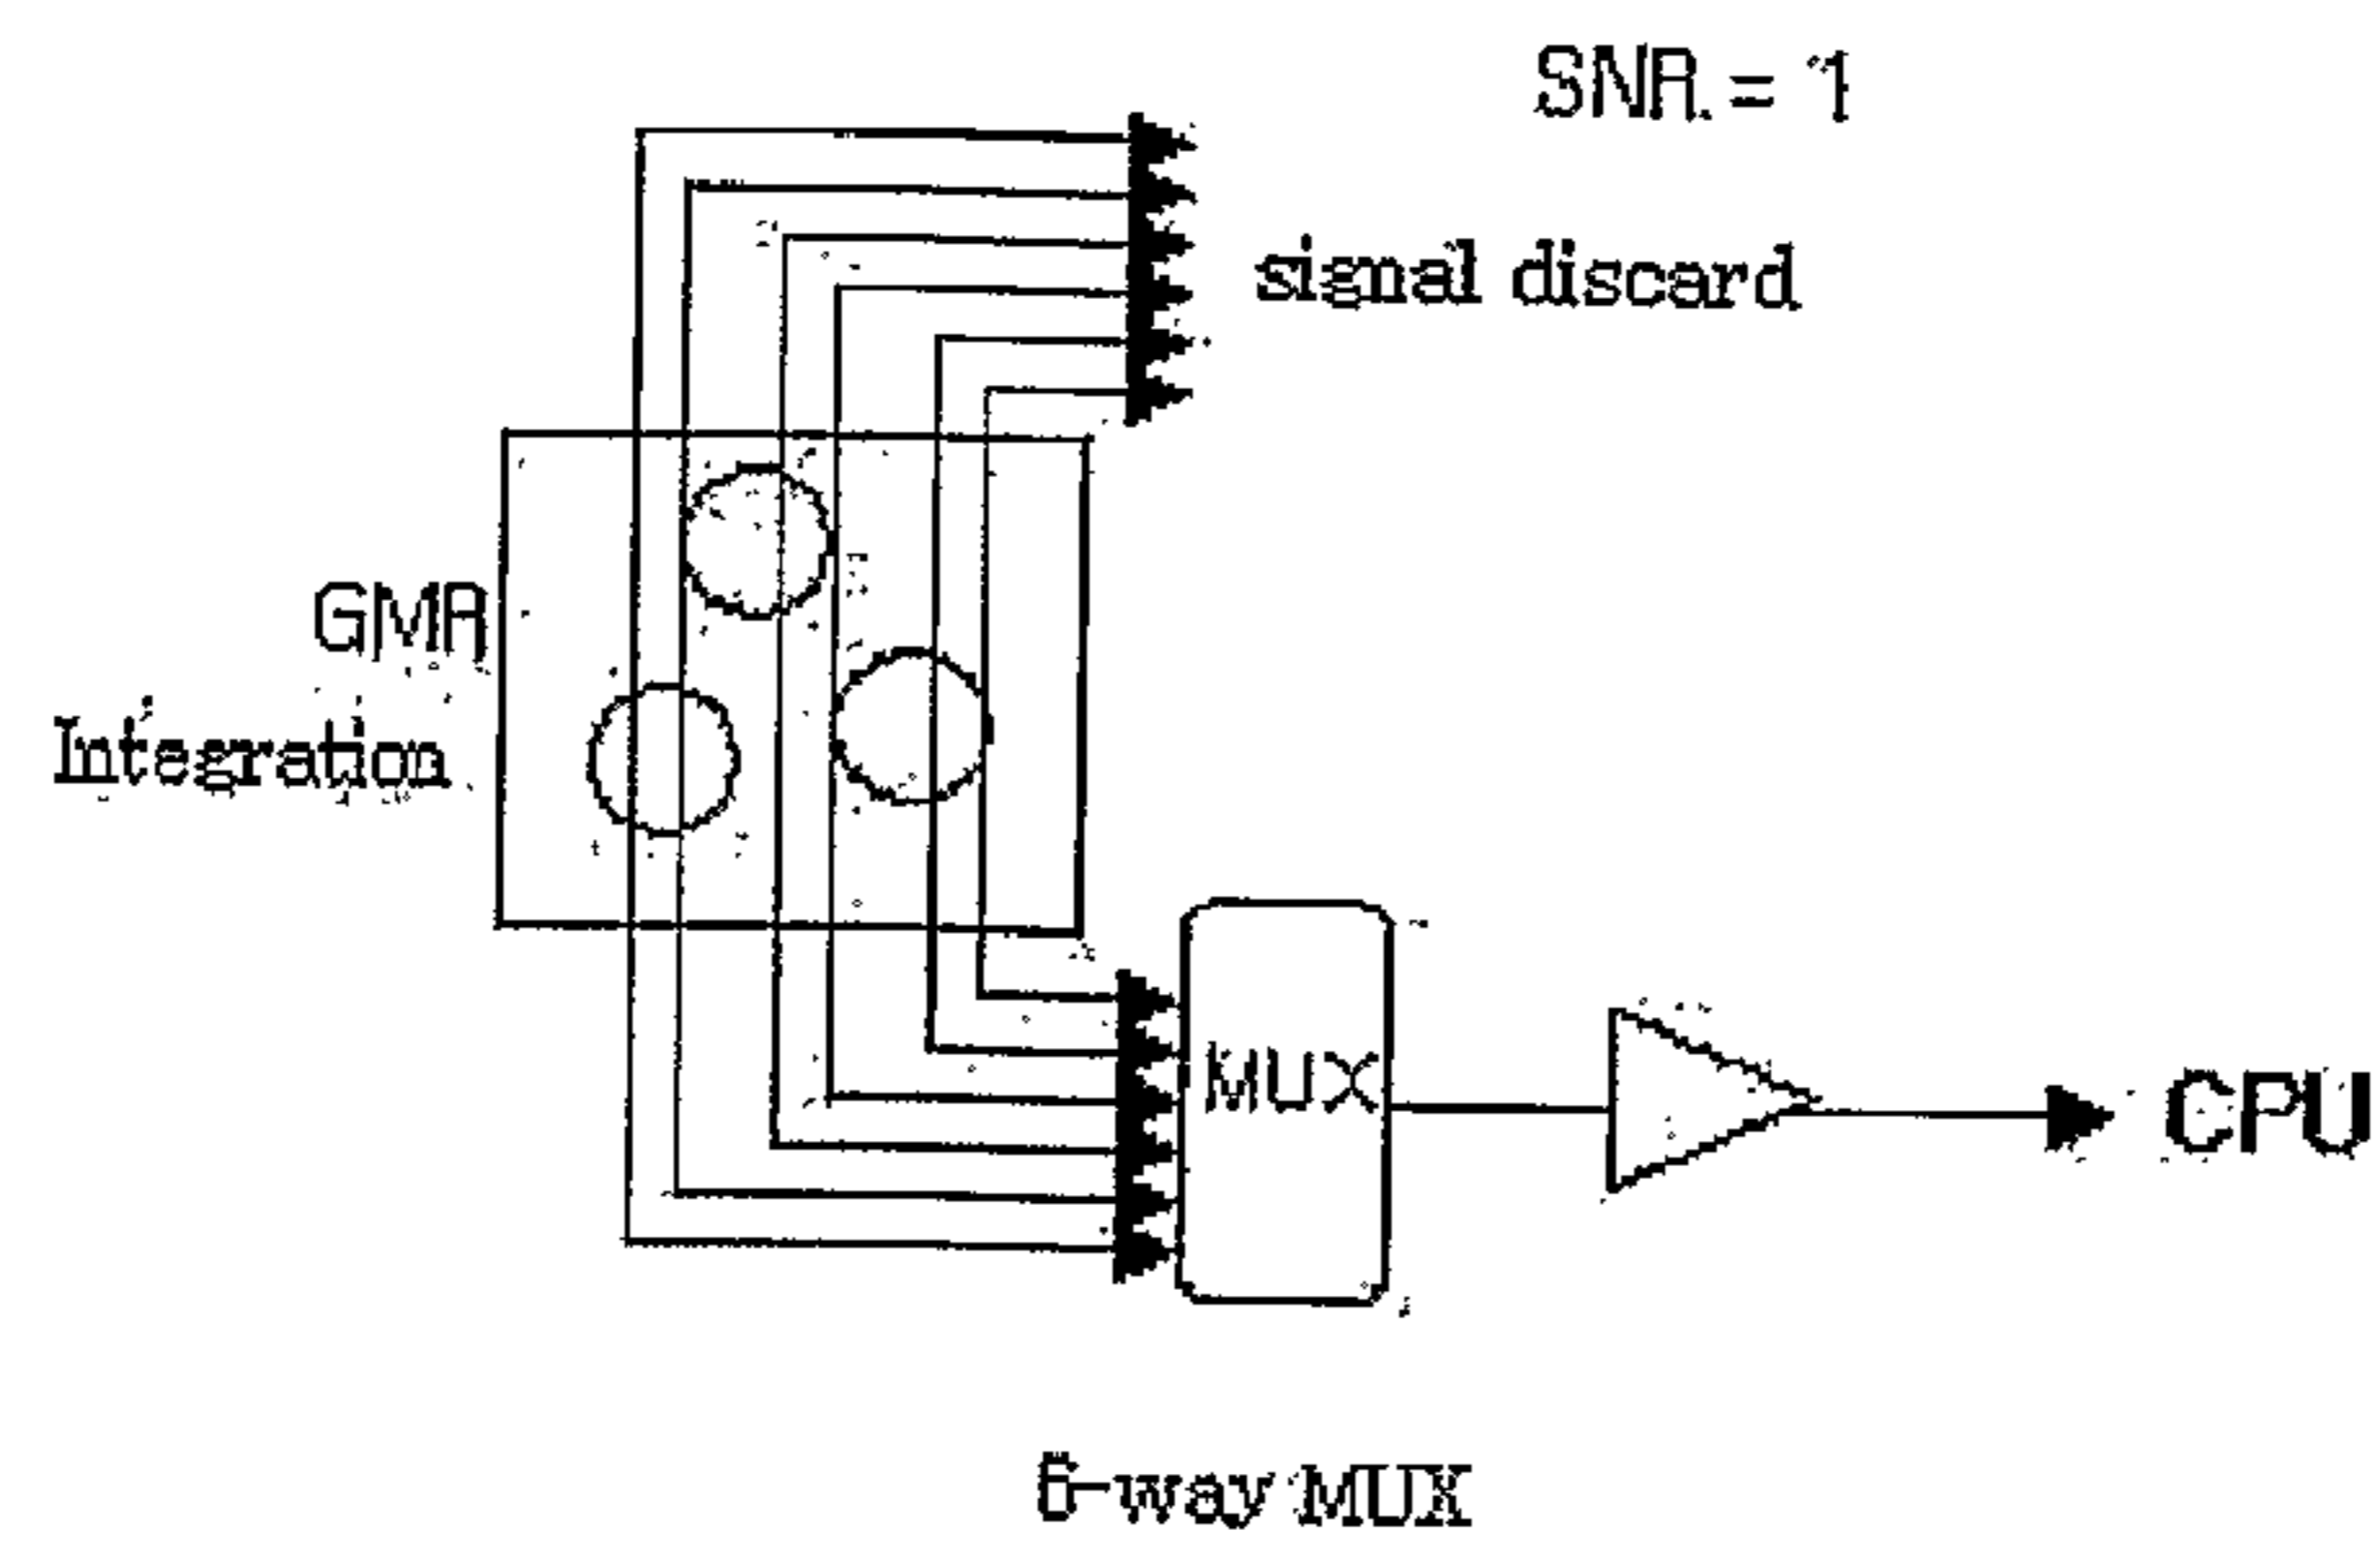 SNR = 1
signal discard
GMR
Integration
MUX
CPU
6-way MUX